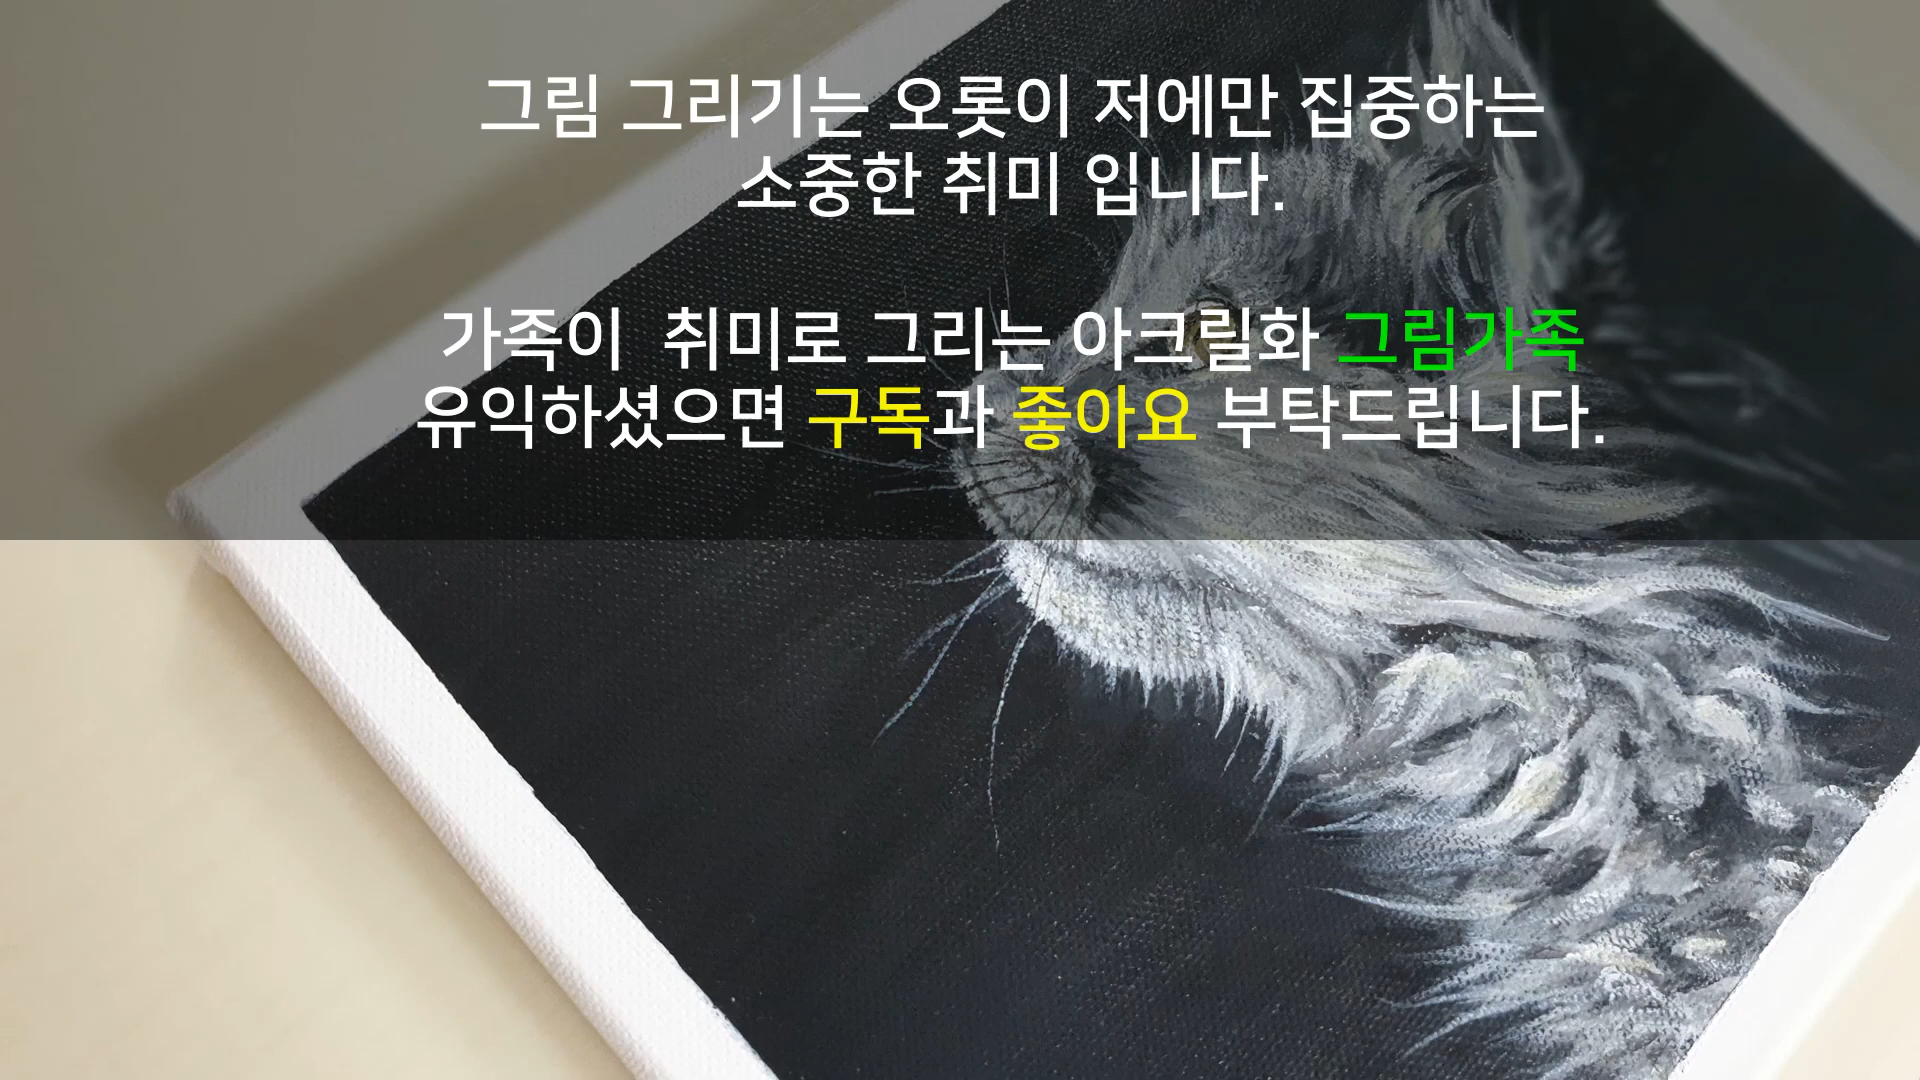 그림 그리기는 오롯이 저에만 집중하는
소중한 취미 입니다.
가족이  취미로 그리는 아크릴화 그림가족
유익하셨으면 구독과 좋아요 부탁드립니다.